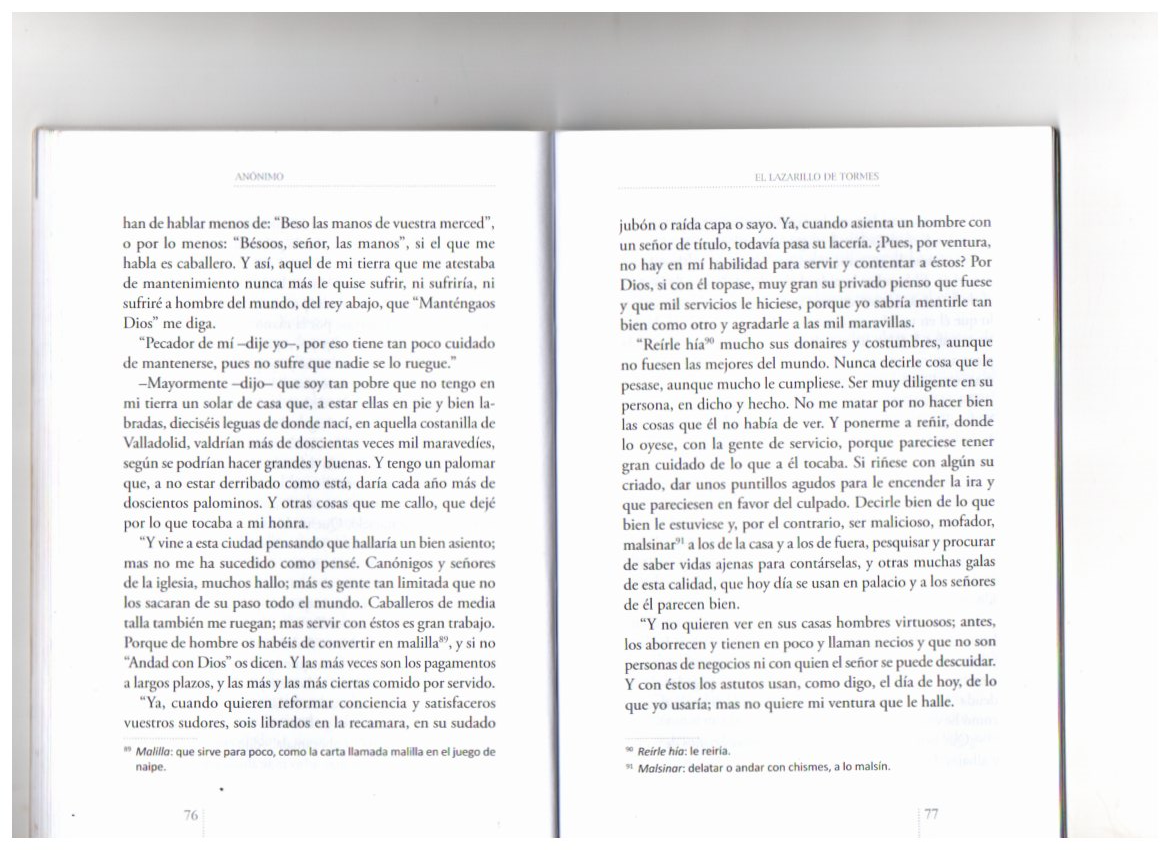 ANÓNIMO
han de hablar menos de: “Beso las manos de vuestra merced”,
o por lo menos: “Bésoos, señor, las manos”, si el que me
habla es caballero. Y así, aquel de mi tierra que me atestaba
de mantenimiento nunca más le quise sufrir, ni sufriría, ni
sufriré a hombre del mundo, del rey abajo, que “Manténgaos
Dios” me diga.
“Pecador de mí –dije yo–, por eso tiene tan poco cuidado
de mantenerse, pues no sufre que nadie se lo ruegue.”
–Mayormente –dijo– que soy tan pobre que no tengo en
mi tierra un solar de casa que, a estar ellas en pie y bien la-
bradas, dieciséis leguas de donde nací, en aquella costanilla de
Valladolid, valdrían más de doscientas veces mil maravedíes,
según se podrían hacer grandes y buenas. Y tengo un palomar
que, a no estar derribado como está, daría cada año más de
doscientos palominos. Y otras cosas que me callo, que dejé
por lo que tocaba a mi honra.
“Y vine a esta ciudad pensando que hallaría un bien asiento;
mas no me ha sucedido como pensé. Canónigos y señores
de la iglesia, muchos hallo; más es gente tan limitada que no
los sacaran de su paso todo el mundo. Caballeros de media
talla también me ruegan; mas servir con éstos es gran trabajo.
Porque de hombre os habéis de convertir en malilla⁸⁹, y si no
“Andad con Dios” os dicen. Y las más veces son los pagamentos
a largos plazos, y las más y las más ciertas comido por servido.
“Ya, cuando quieren reformar conciencia y satisfaceros
vuestros sudores, sois librados en la recamara, en su sudado
⁸⁹ Malilla: que sirve para poco, como la carta llamada malilla en el juego de
naipe.
76
EL LAZARILLO DE TORMES
jubón o raída capa o sayo. Ya, cuando asienta un hombre con
un señor de título, todavía pasa su lacería. ¿Pues, por ventura,
no hay en mí habilidad para servir y contentar a éstos? Por
Dios, si con él topase, muy gran su privado pienso que fuese
y que mil servicios le hiciese, porque yo sabría mentirle tan
bien como otro y agradarle a las mil maravillas.
“Reírle hía⁹⁰ mucho sus donaires y costumbres, aunque
no fuesen las mejores del mundo. Nunca decirle cosa que le
pesase, aunque mucho le cumpliese. Ser muy diligente en su
persona, en dicho y hecho. No me matar por no hacer bien
las cosas que él no había de ver. Y ponerme a reñir, donde
lo oyese, con la gente de servicio, porque pareciese tener
gran cuidado de lo que a él tocaba. Si riñese con algún su
criado, dar unos puntillos agudos para le encender la ira y
que pareciesen en favor del culpado. Decirle bien de lo que
bien le estuviese y, por el contrario, ser malicioso, mofador,
malsinar⁹¹ a los de la casa y a los de fuera, pesquisar y procurar
de saber vidas ajenas para contárselas, y otras muchas galas
de esta calidad, que hoy día se usan en palacio y a los señores
de él parecen bien.
“Y no quieren ver en sus casas hombres virtuosos; antes,
los aborrecen y tienen en poco y llaman necios y que no son
personas de negocios ni con quien el señor se puede descuidar.
Y con éstos los astutos usan, como digo, el día de hoy, de lo
que yo usaría; mas no quiere mi ventura que le halle.
⁹⁰ Reírle hía: le reiría.
⁹¹ Malsinar: delatar o andar con chismes, a lo malsín.
77